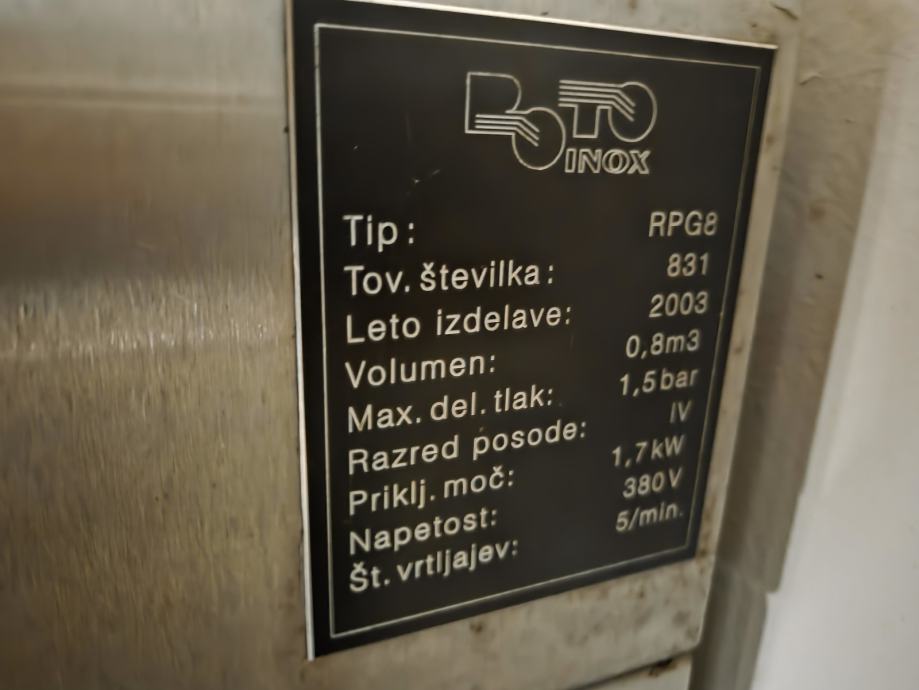 ROTO
INOX
Tip: RPG8
Tov. številka: 831
Leto izdelave: 2003
Volumen: 0,8m3
Max. del. tlak: 1,5bar
Razred posode: IV
Priklj. moč: 1,7kW
Napetost: 380V
Št. vrtljajev: 5/min.